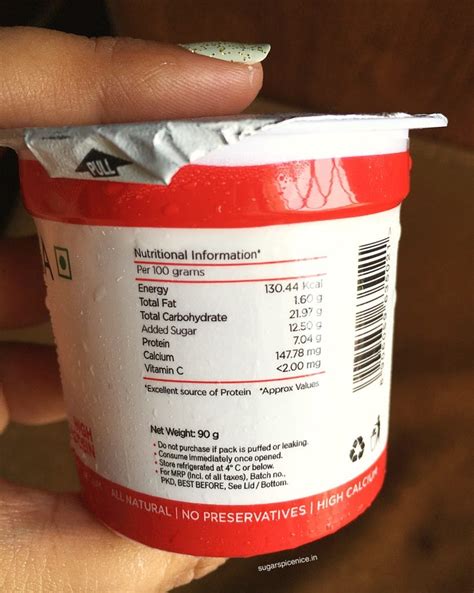 PULL
A
Nutritional Information*
Per 100 grams
Energy 130.44 Kcal
Total Fat 1.60 g
Total Carbohydrate 21.97 g
Added Sugar 12.50 g
Protein 7.04 g
Calcium 147.78 mg
Vitamin C <2.00 mg
*Excellent source of Protein *Approx Values
Net Weight: 90 g
• Do not purchase if pack is puffed or leaking.
• Consume immediately once opened.
• Store refrigerated at 4° C or below.
• For MRP (Incl. of all taxes), Batch no.,
PKD, BEST BEFORE, See Lid / Bottom.
HIGH
ALL NATURAL | NO PRESERVATIVES | HIGH CALCIUM
sugarspicenice.in